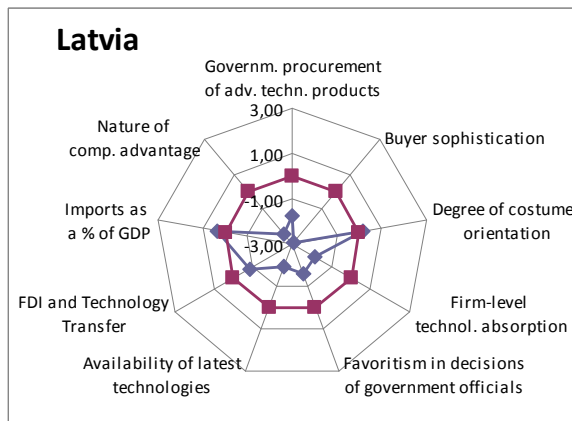 Latvia
Governm. procurement
of adv. techn. products
3,00
Nature of
comp. advantage
1,00
Buyer sophistication
-1,00
Imports as
a % of GDP
Degree of costume
orientation
-3,00
FDI and Technology
Transfer
Firm-level
technol. absorption
Availability of latest
technologies
Favoritism in decisions
of government officials